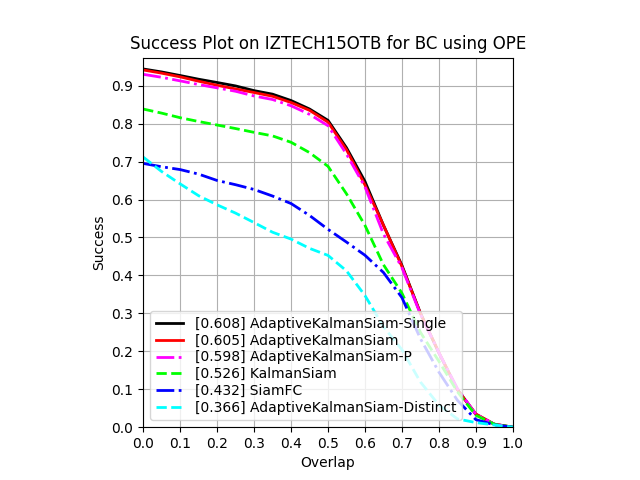 Success Plot on IZTECH15OTB for BC using OPE
Success
0.9
0.8
0.7
0.6
0.5
0.4
0.3
0.2
0.1
0.0
[0.608] AdaptiveKalmanSiam-Single
[0.605] AdaptiveKalmanSiam
[0.598] AdaptiveKalmanSiam-P
[0.526] KalmanSiam
[0.432] SiamFC
[0.366] AdaptiveKalmanSiam-Distinct
0.0 0.1 0.2 0.3 0.4 0.5 0.6 0.7 0.8 0.9 1.0
Overlap